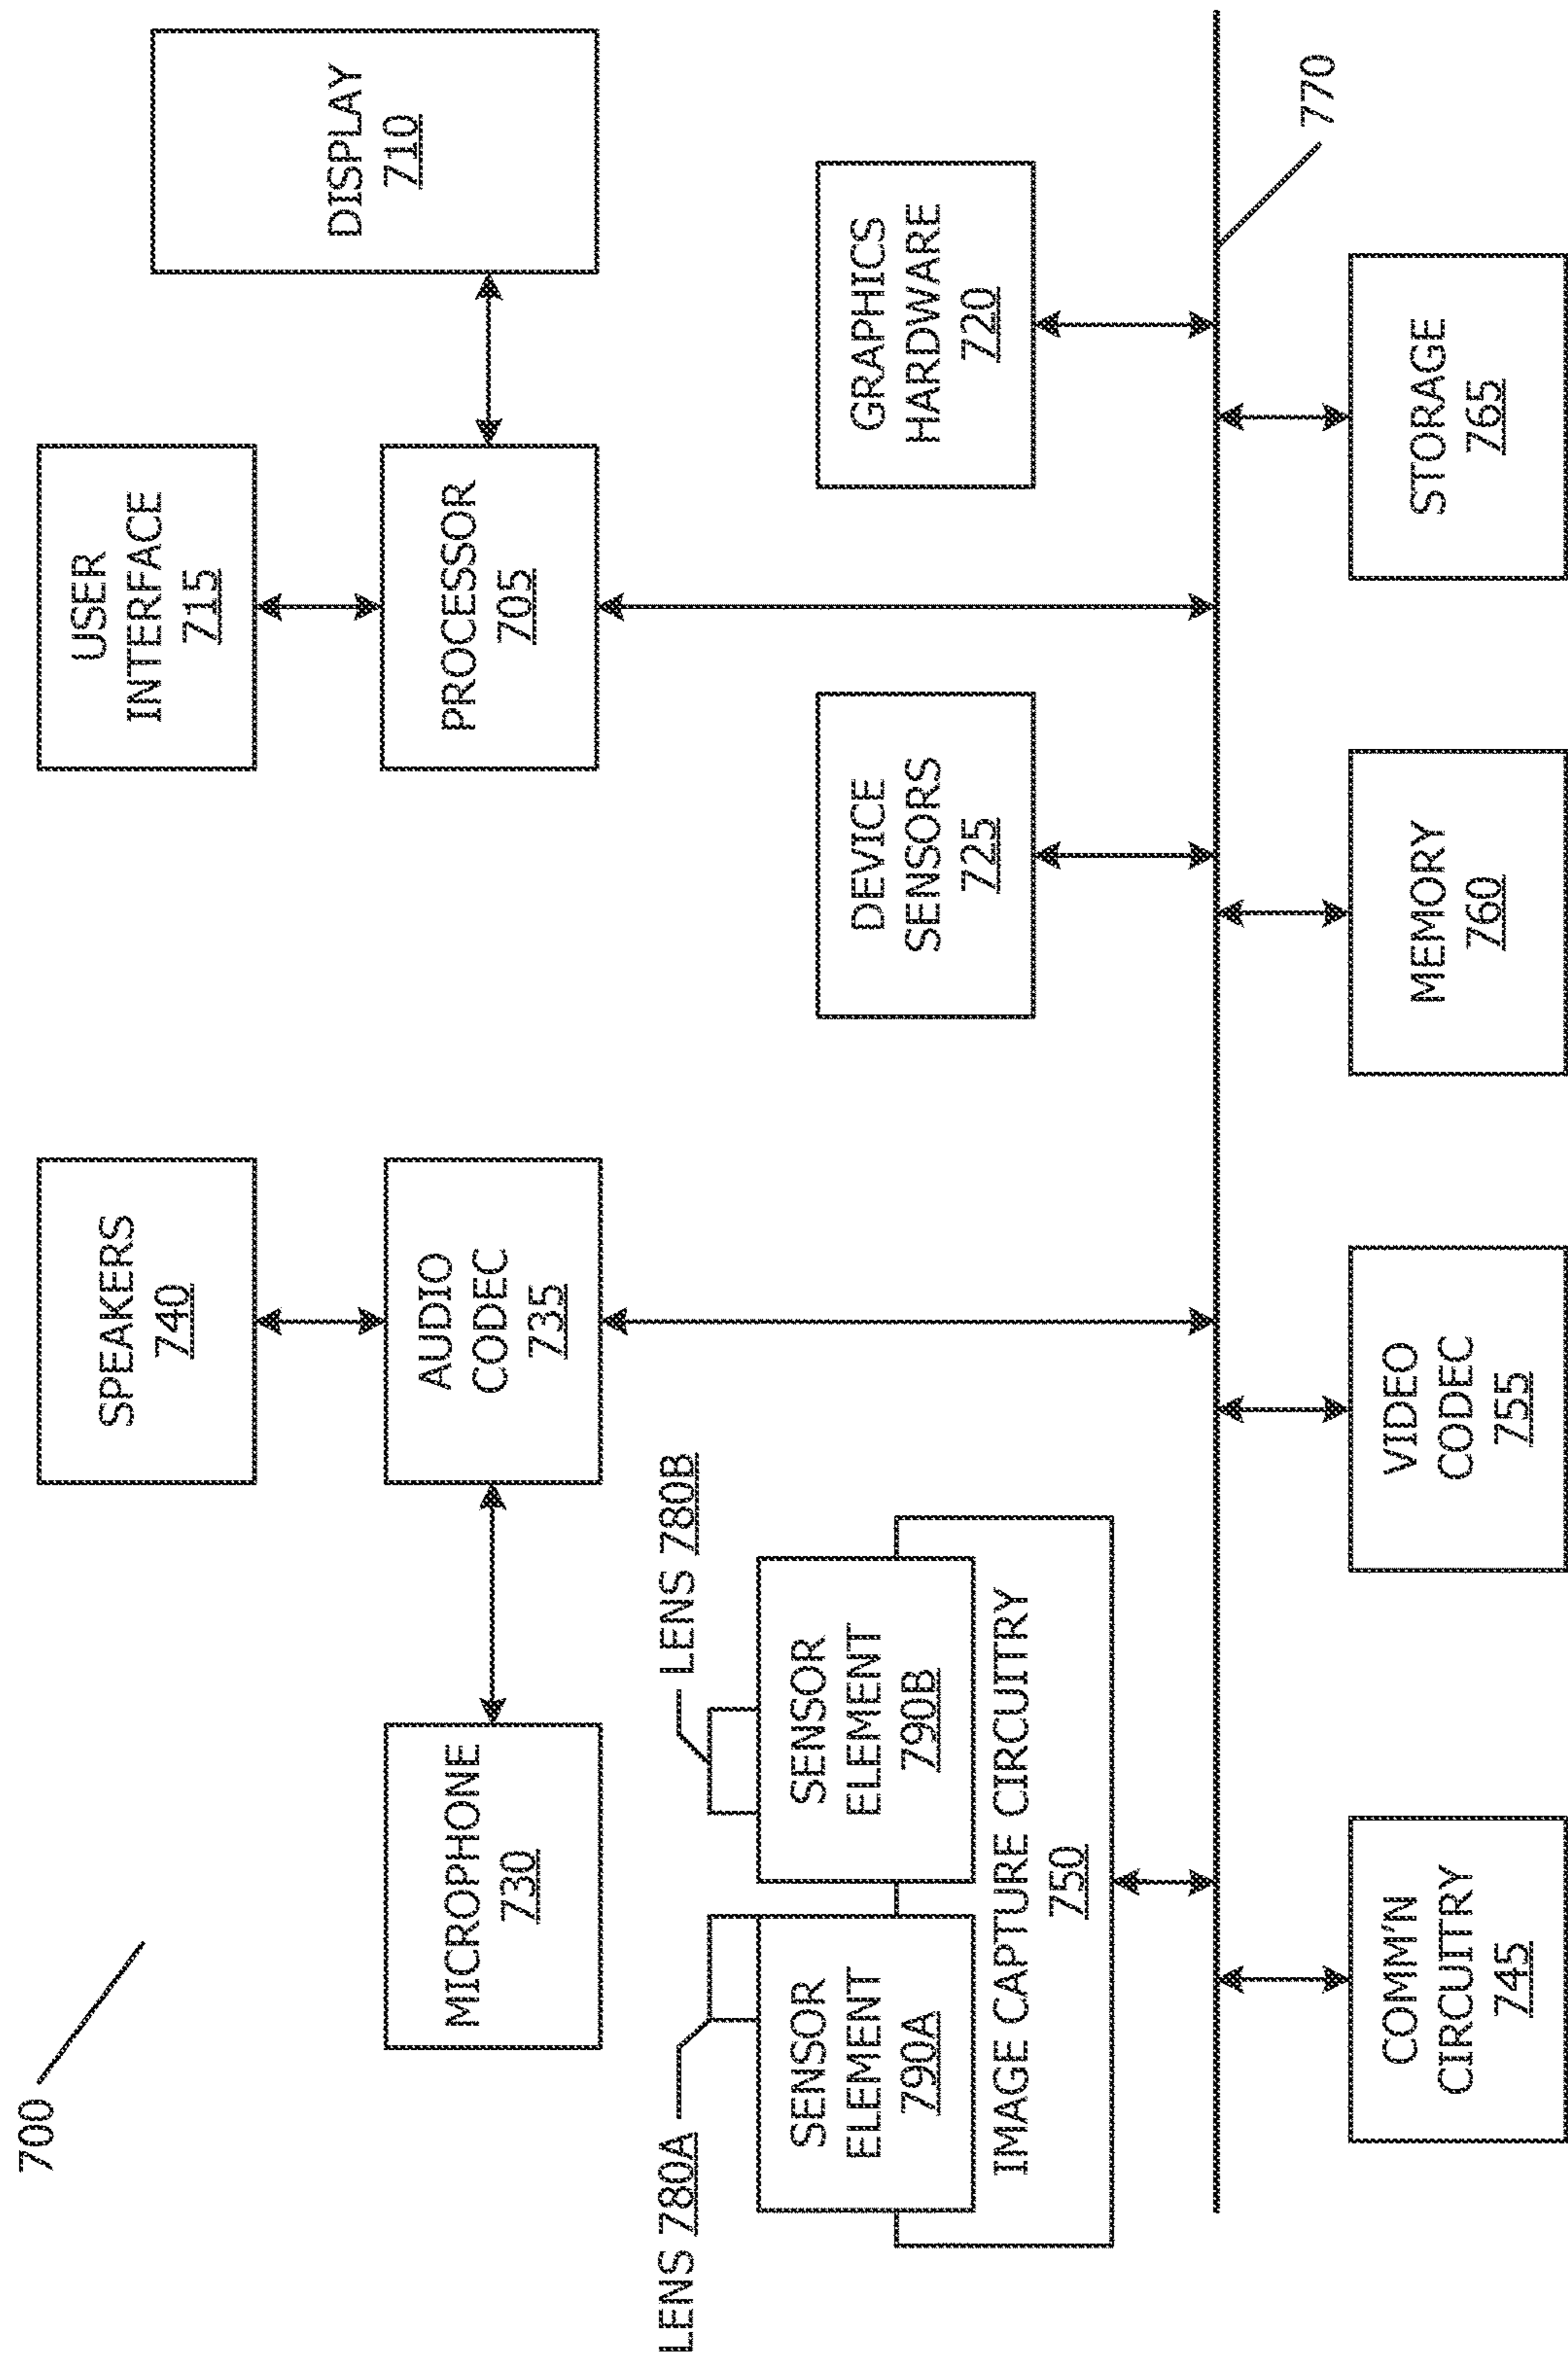 700
SPEAKERS
740
USER
INTERFACE
715
DISPLAY
710
MICROPHONE
730
AUDIO
CODEC
735
PROCESSOR
705
LENS 780A
LENS 780B
SENSOR
ELEMENT
790A
SENSOR
ELEMENT
790B
IMAGE CAPTURE CIRCUITRY
750
DEVICE
SENSORS
725
GRAPHICS
HARDWARE
720
770
COMM'N
CIRCUITRY
745
VIDEO
CODEC
755
MEMORY
760
STORAGE
765